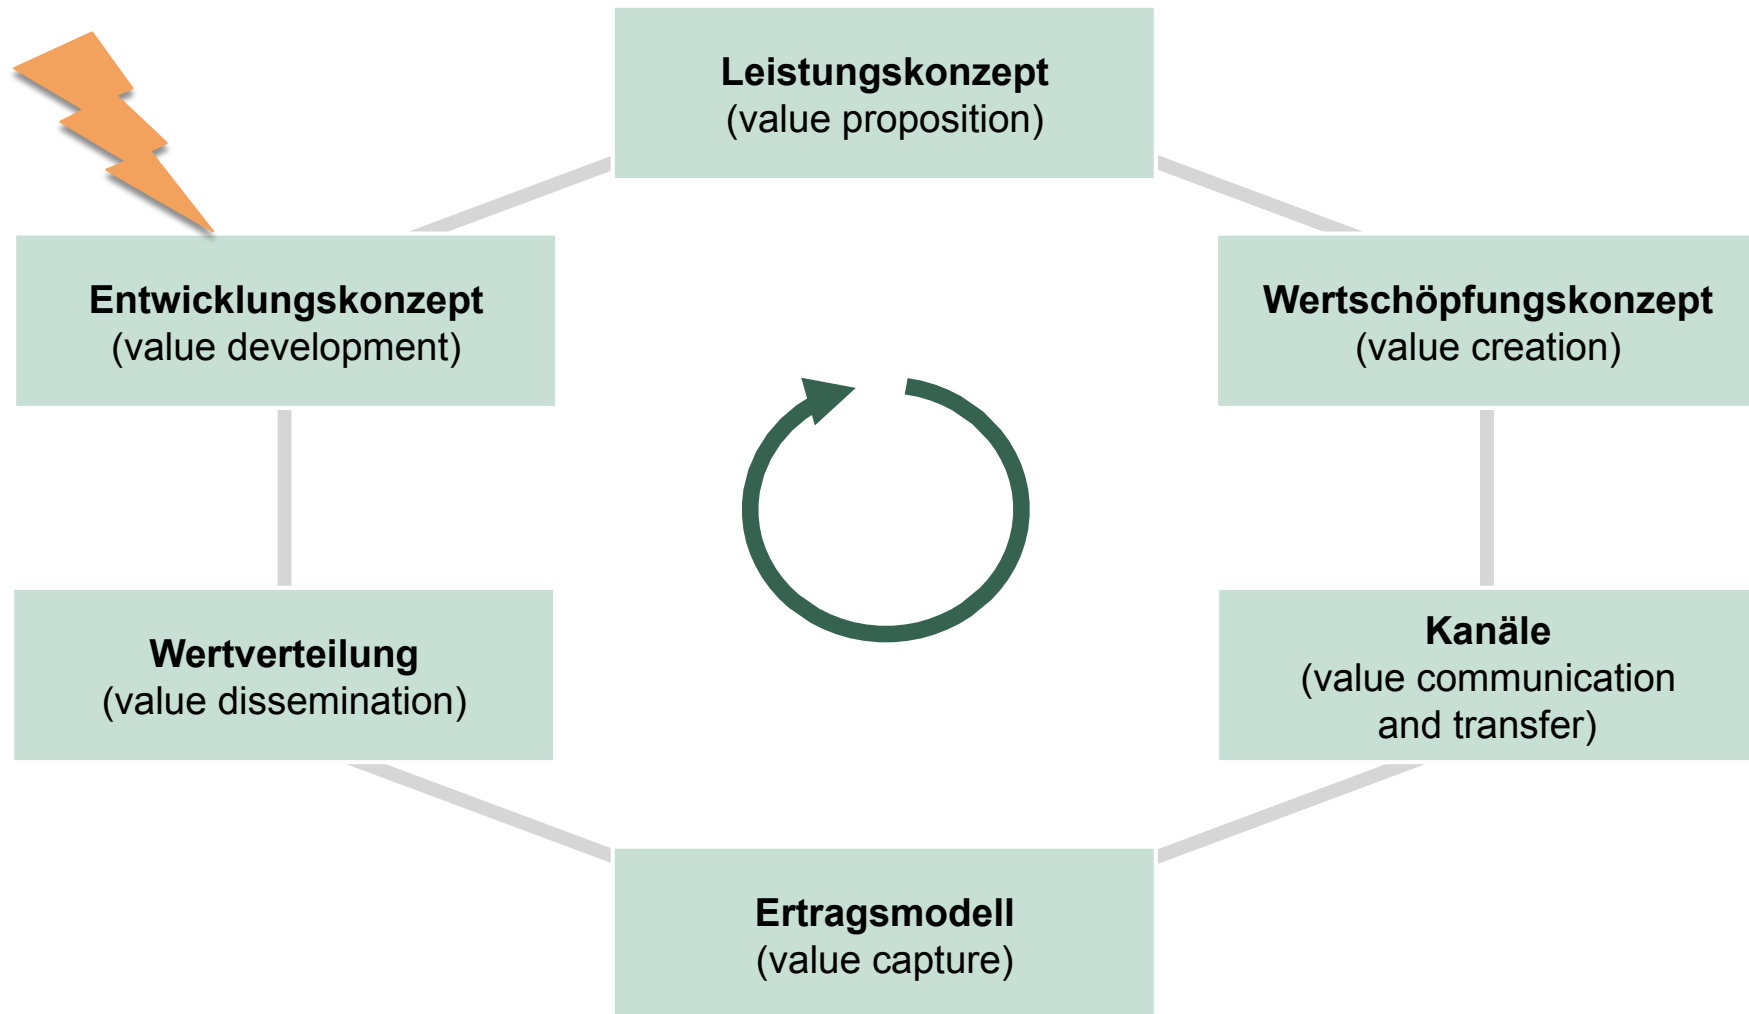 Leistungskonzept
(value proposition)
Entwicklungskonzept
(value development)
Wertschöpfungskonzept
(value creation)
Wertverteilung
(value dissemination)
Kanäle
(value communication
and transfer)
Ertragsmodell
(value capture)